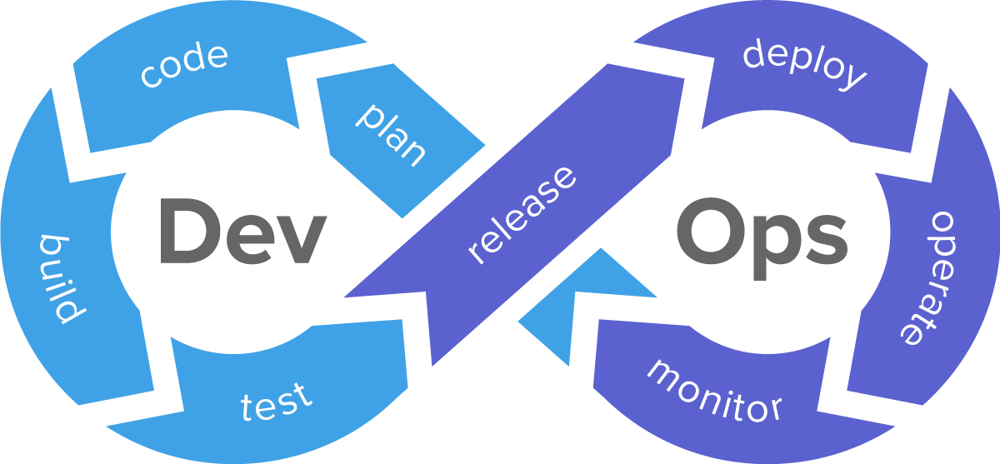 code
plan
build
test
Dev
release
deploy
operate
monitor
Ops